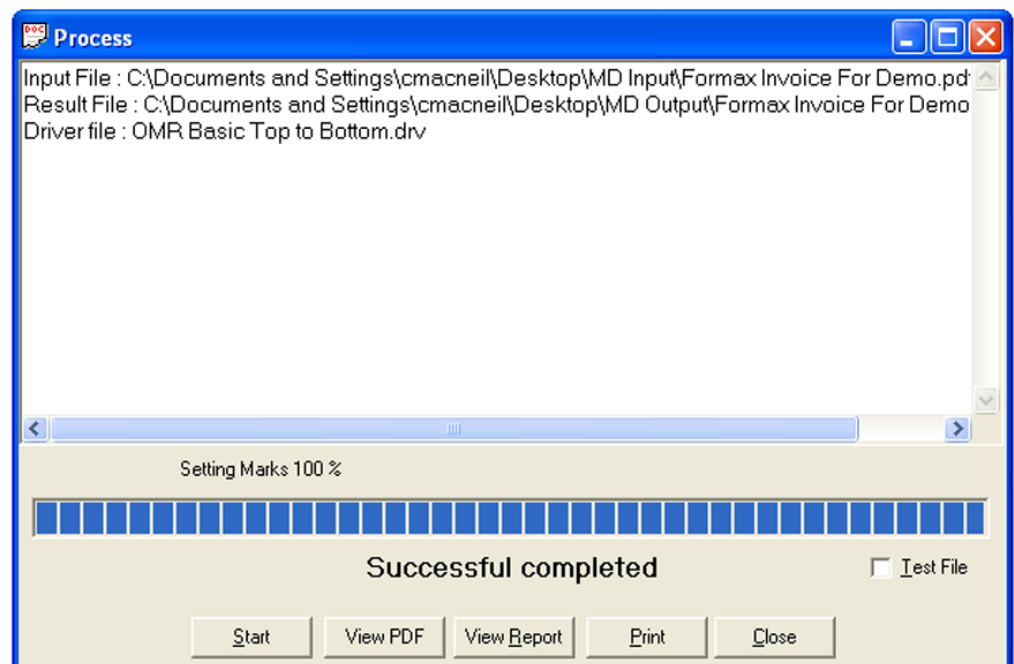 Process
Input File : C:\Documents and Settings\cmacneil\Desktop\MD Input\Formax Invoice For Demo.pd
Result File : C:\Documents and Settings\cmacneil\Desktop\MD Output\Formax Invoice For Demo
Driver file : OMR Basic Top to Bottom.drv
Setting Marks 100 %
Successful completed
Test File
Start View PDF View Report Print Close